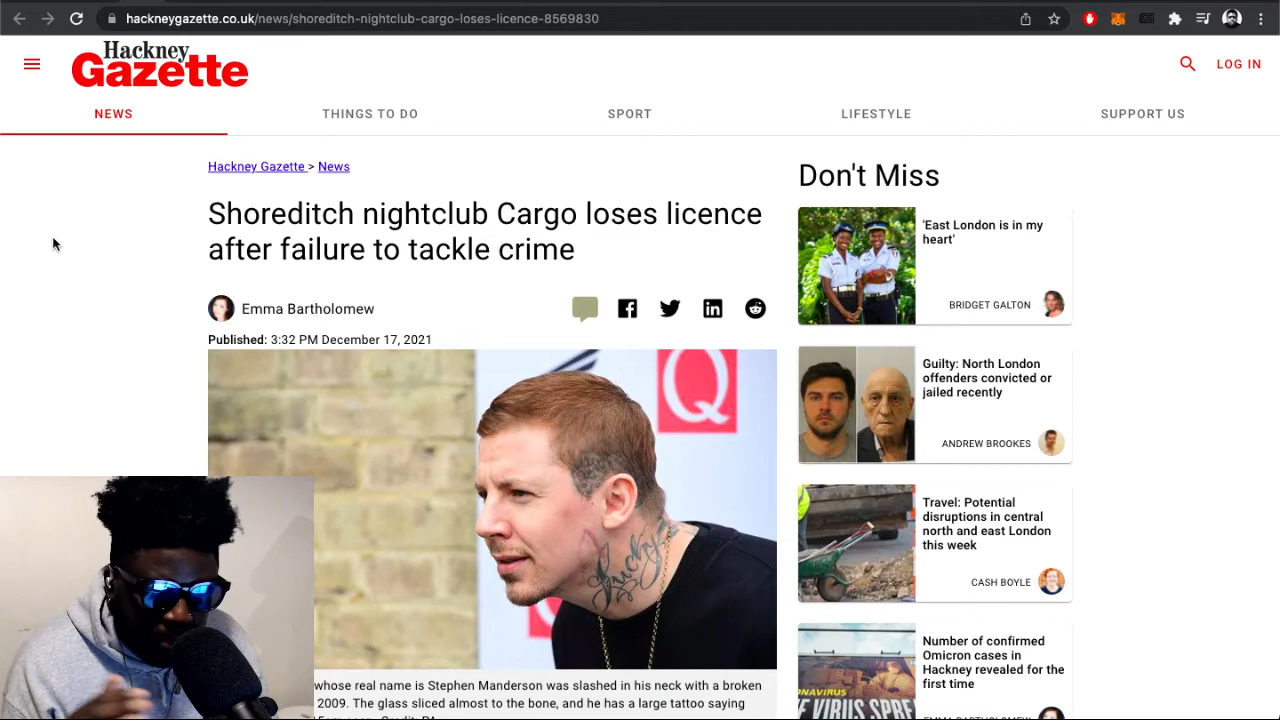 hackneygazette.co.uk/news/shoreditch-nightclub-cargo-loses-licence-8569830
Hackney
Gazette
LOG IN
NEWS
THINGS TO DO
SPORT
LIFESTYLE
SUPPORT US
Hackney Gazette > News
Shoreditch nightclub Cargo loses licence
after failure to tackle crime
Emma Bartholomew
Published: 3:32 PM December 17, 2021
Q
whose real name is Stephen Manderson was slashed in his neck with a broken
2009. The glass sliced almost to the bone, and he has a large tattoo saying
Don't Miss
'East London is in my
heart'
BRIDGET GALTON
Guilty: North London
offenders convicted or
jailed recently
ANDREW BROOKES
Travel: Potential
disruptions in central
north and east London
this week
CASH BOYLE
Number of confirmed
Omicron cases in
Hackney revealed for the
first time